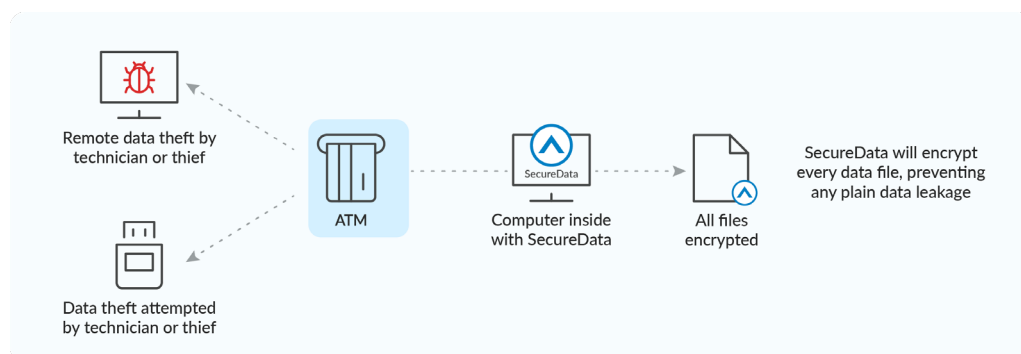 Remote data theft by
technician or thief
Data theft attempted
by technician or thief
ATM
SecureData
Computer inside
with SecureData
All files
encrypted
SecureData will encrypt
every data file, preventing
any plain data leakage